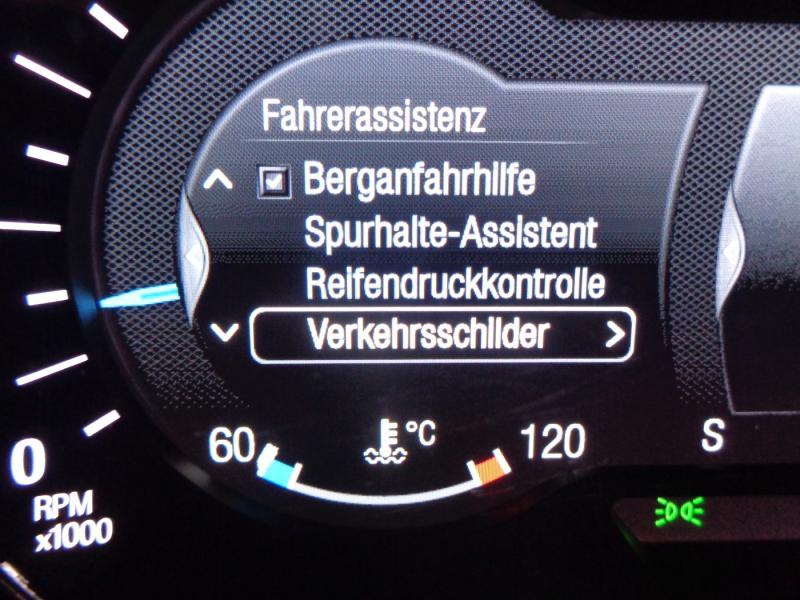 Fahrerassistenz
Berganfahrhilfe
Spurhalte-Assistent
Reifendruckkontrolle
Verkehrsschilder
60 °C 120 S
0
RPM
x1000